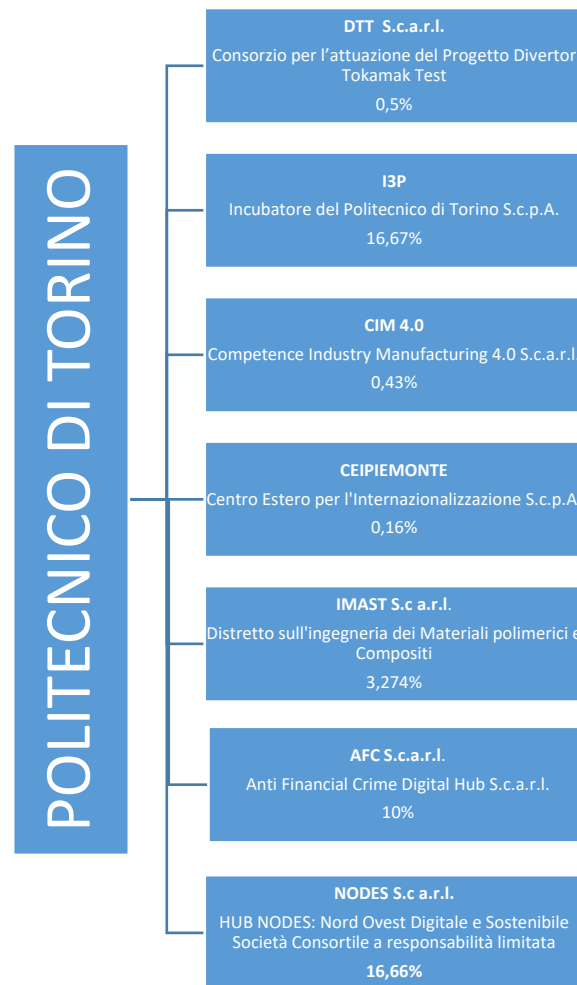 POLITECNICO DI TORINO
DTT  S.c.a.r.l.
Consorzio per l’attuazione del Progetto Divertor
Tokamak Test
0,5%
I3P
Incubatore del Politecnico di Torino S.c.p.A.
16,67%
CIM 4.0
Competence Industry Manufacturing 4.0 S.c.a.r.l.
0,43%
CEIPIEMONTE
Centro Estero per l'Internazionalizzazione S.c.p.A
0,16%
IMAST S.c a.r.l.
Distretto sull'ingegneria dei Materiali polimerici e
Compositi
3,274%
AFC S.c.a.r.l.
Anti Financial Crime Digital Hub S.c.a.r.l.
10%
NODES S.c a.r.l.
HUB NODES: Nord Ovest Digitale e Sostenibile
Società Consortile a responsabilità limitata
16,66%